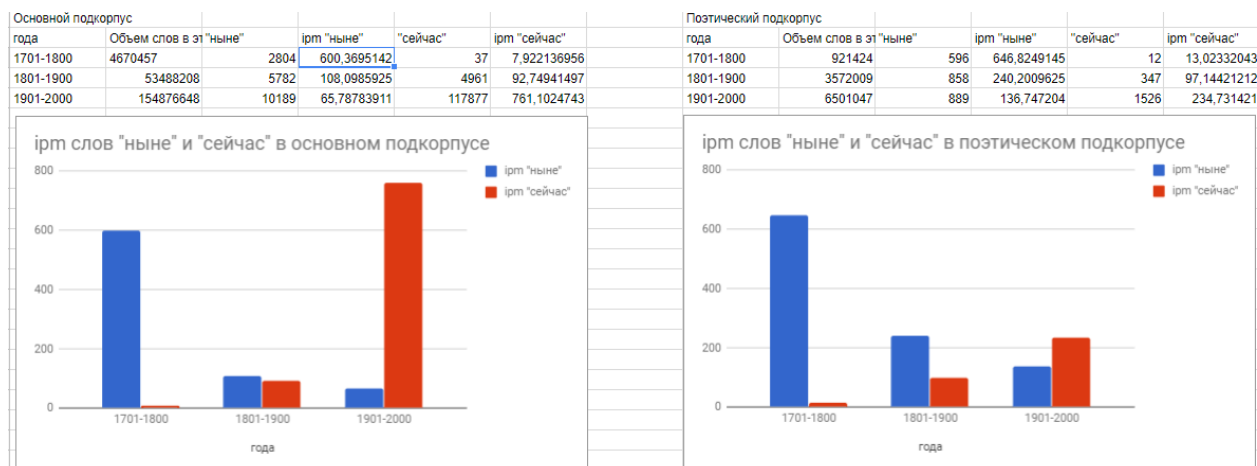 Основной подкорпус
года Объем слов в эт "ныне" ipm "ныне" "сейчас" ipm "сейчас"
1701-1800 4670457 2804 600,3695142 37 7,922136956
1801-1900 53488208 5782 108,0985925 4961 92,74941497
1901-2000 154876648 10189 65,78783911 117877 761,1024743
ipm слов "ныне" и "сейчас" в основном подкорпусе
800
600
400
200
0
ipm "ныне"
ipm "сейчас"
1701-1800 1801-1900 1901-2000
года
Поэтический подкорпус
года Объем слов в эт "ныне" ipm "ныне" "сейчас" ipm "сейчас"
1701-1800 921424 596 646,8249145 12 13,02332043
1801-1900 3572009 858 240,2009625 347 97,14421212
1901-2000 6501047 889 136,747204 1526 234,731421
ipm слов "ныне" и "сейчас" в поэтическом подкорпусе
800
600
400
200
0
ipm "ныне"
ipm "сейчас"
1701-1800 1801-1900 1901-2000
года